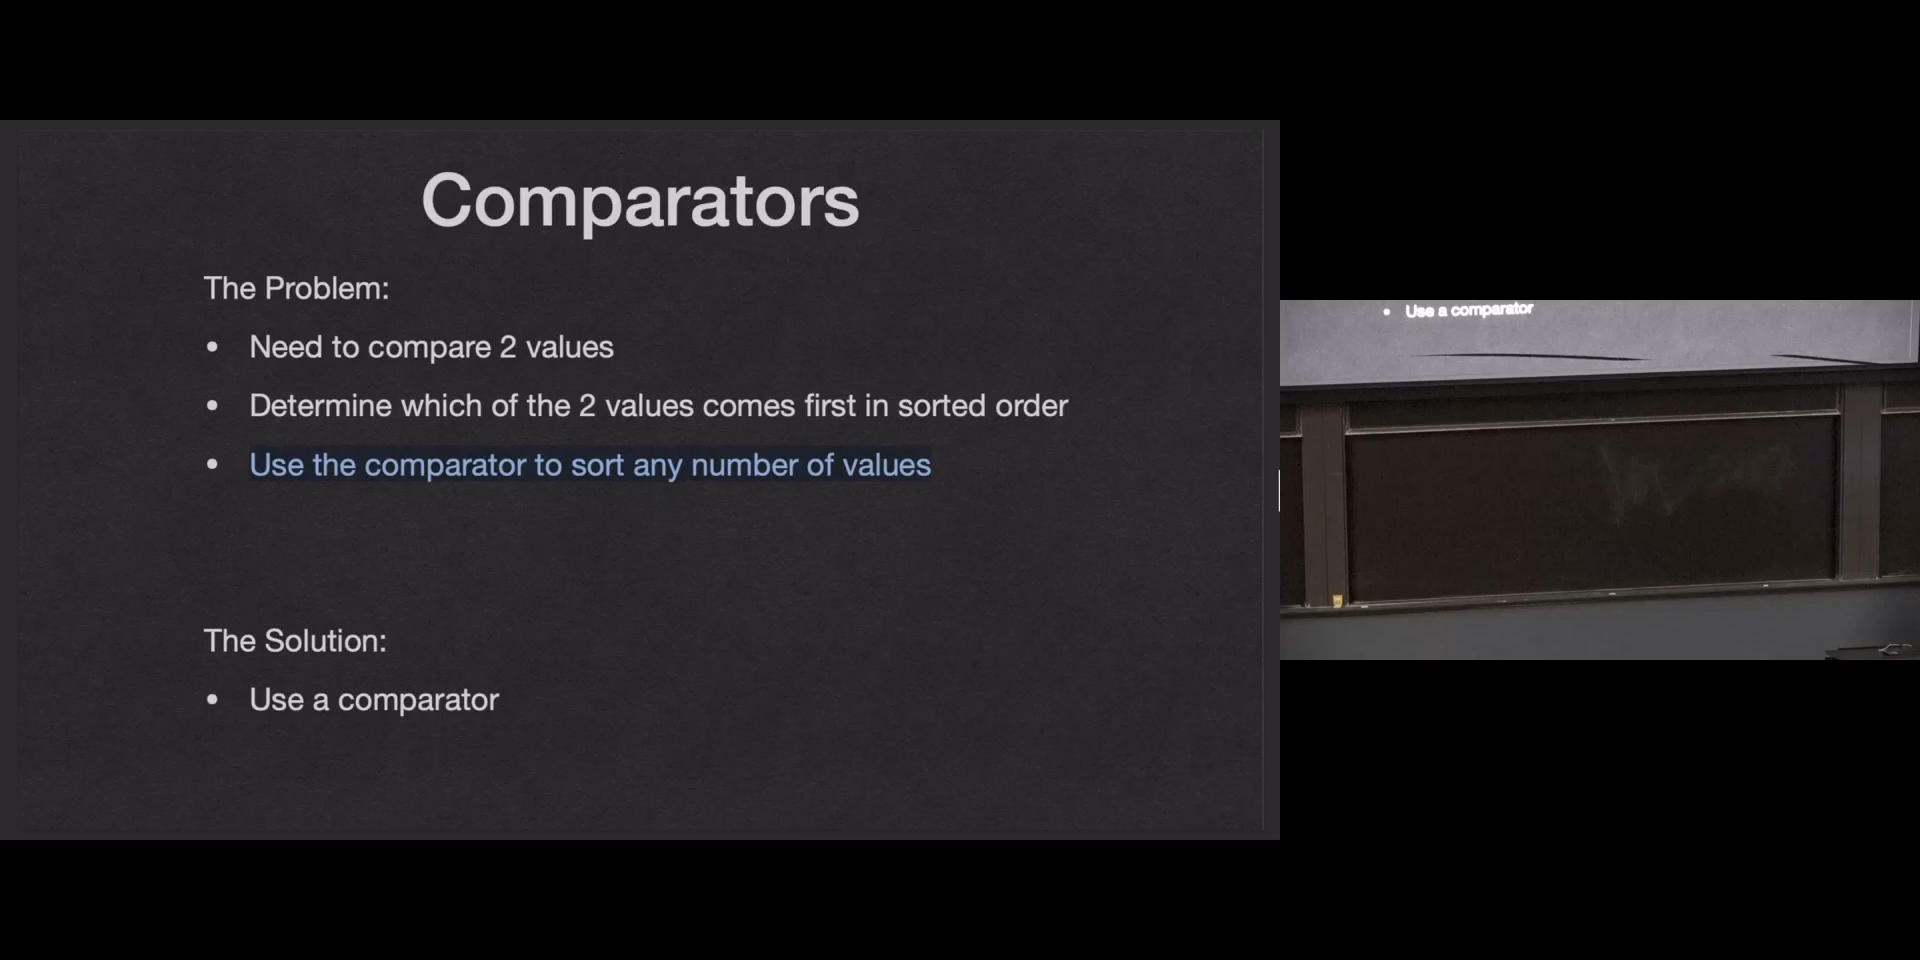 Comparators
The Problem:
• Need to compare 2 values
• Determine which of the 2 values comes first in sorted order
• Use the comparator to sort any number of values
The Solution:
• Use a comparator
• Use a comparator